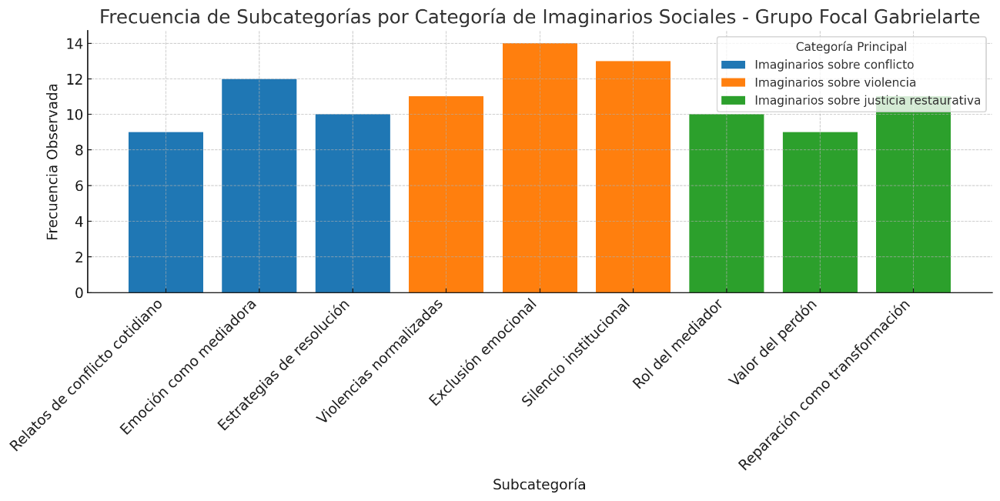 Frecuencia de Subcategorías por Categoría de Imaginarios Sociales - Grupo Focal Gabrielarte
Categoría Principal
Imaginarios sobre conflicto
Imaginarios sobre violencia
Imaginarios sobre justicia restaurativa
Frecuencia Observada
14
12
10
8
6
4
2
0
Relatos de conflicto cotidiano
Emoción como mediadora
Estrategias de resolución
Violencias normalizadas
Exclusión emocional
Silencio institucional
Rol del mediador
Valor del perdón
Reparación como transformación
Subcategoría